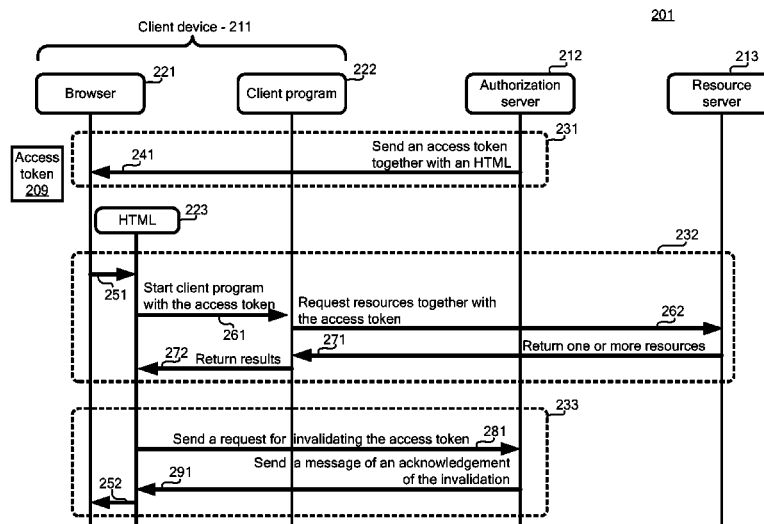 201
Client device - 211
221
222
212
213
Browser
Client program
Authorization
server
Resource
server
231
Send an access token
together with an HTML
241
Access
token
209
223
HTML
232
251
Start client program
with the access token
261
Request resources together with
the access token
262
271
Return one or more resources
272
Return results
233
Send a request for invalidating the access token
281
Send a message of an acknowledgement
of the invalidation
291
252